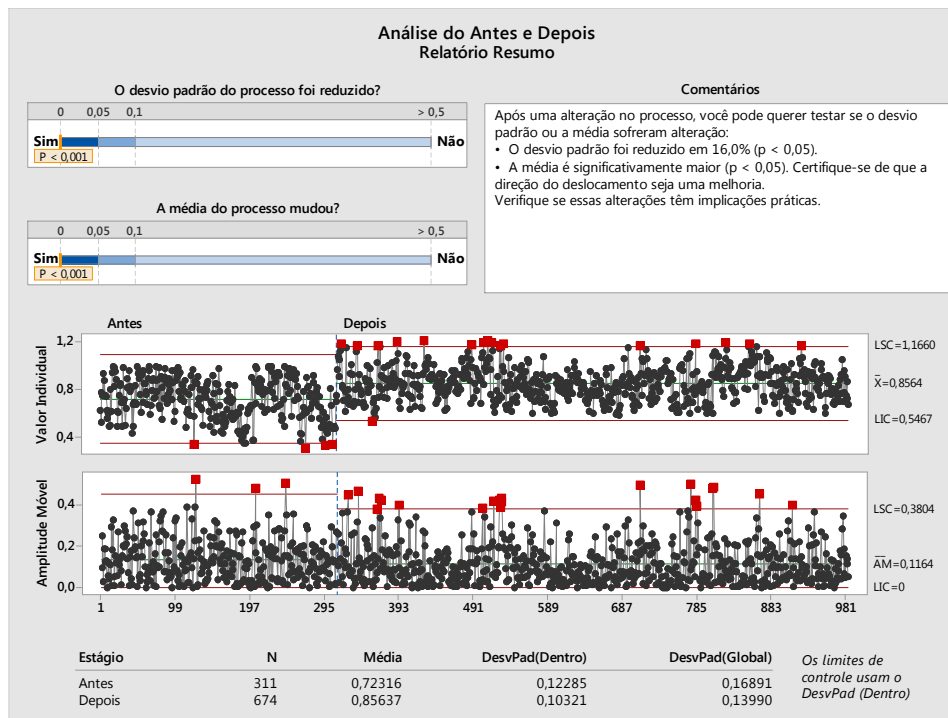 Análise do Antes e Depois
Relatório Resumo
O desvio padrão do processo foi reduzido?
0 0,05 0,1 > 0,5
Sim Não
P < 0,001
A média do processo mudou?
0 0,05 0,1 > 0,5
Sim Não
P < 0,001
Comentários
Após uma alteração no processo, você pode querer testar se o desvio
padrão ou a média sofreram alteração:
• O desvio padrão foi reduzido em 16,0% (p < 0,05).
• A média é significativamente maior (p < 0,05). Certifique-se de que a
direção do deslocamento seja uma melhoria.
Verifique se essas alterações têm implicações práticas.
Antes Depois
Valor Individual
1,2
0,8
0,4
LSC=1,1660
X̄=0,8564
LIC=0,5467
Amplitude Móvel
0,4
0,2
0,0
LSC=0,3804
A̅M̅=0,1164
LIC=0
1 99 197 295 393 491 589 687 785 883 981
Estágio N Média DesvPad(Dentro) DesvPad(Global)
Antes 311 0,72316 0,12285 0,16891
Depois 674 0,85637 0,10321 0,13990
Os limites de
controle usam o
DesvPad (Dentro)